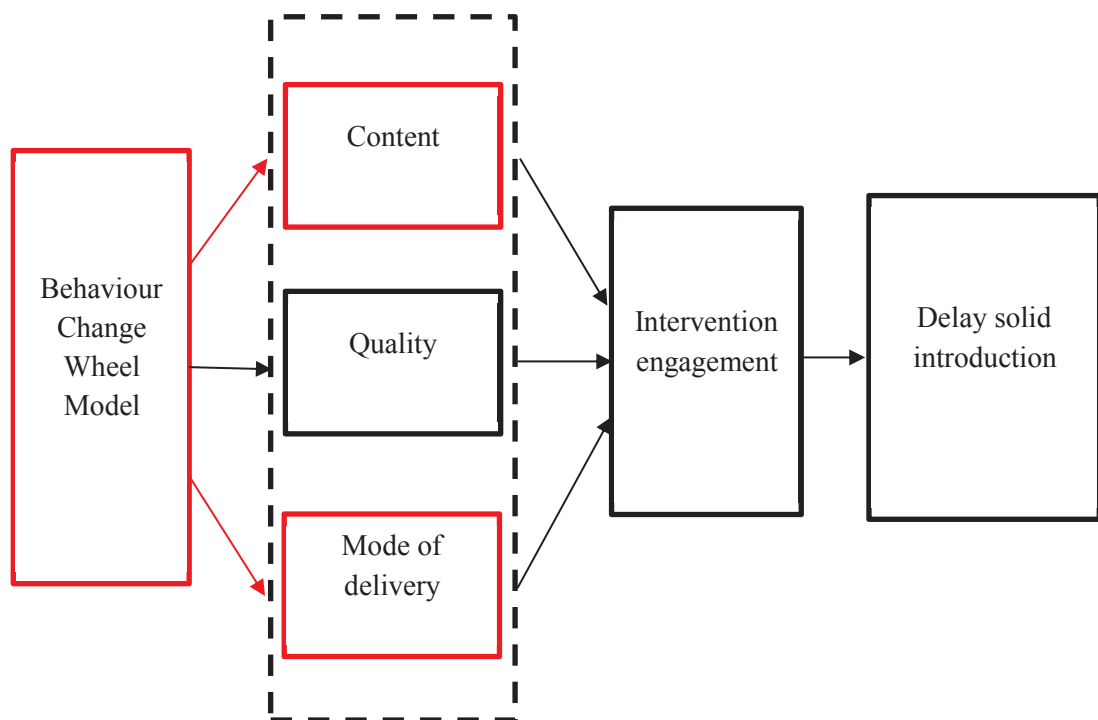 Behaviour
Change
Wheel
Model
Content
Quality
Mode of
delivery
Intervention
engagement
Delay solid
introduction